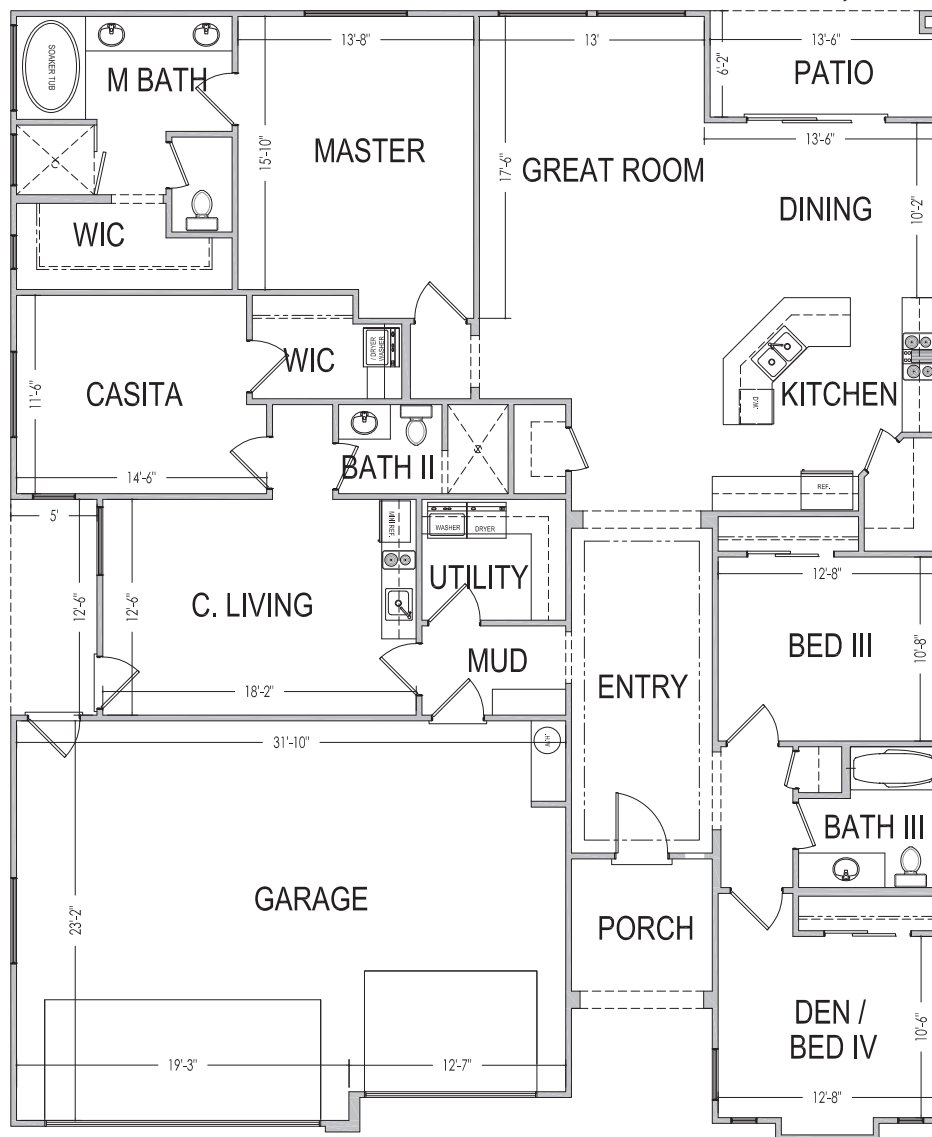 13'-8"
13'
13'-6"
SOAKER TUB
M BATH
6'-2"
PATIO
13'-6"
MASTER
15'-10"
17'-6"
GREAT ROOM
DINING
10'-2"
WIC
CASITA
11'-6"
WIC
WASHER
/ DRYER
KITCHEN
D/W.
14'-6"
BATH II
REF.
5'
MINI REF.
WASHER
DRYER
12'-8"
12'-6"
12'-6"
C. LIVING
UTILITY
BED III
10'-8"
MUD
ENTRY
18'-2"
31'-10"
H/W.
BATH III
GARAGE
23'-2"
PORCH
DEN /
BED IV
10'-6"
19'-3"
12'-7"
12'-8"